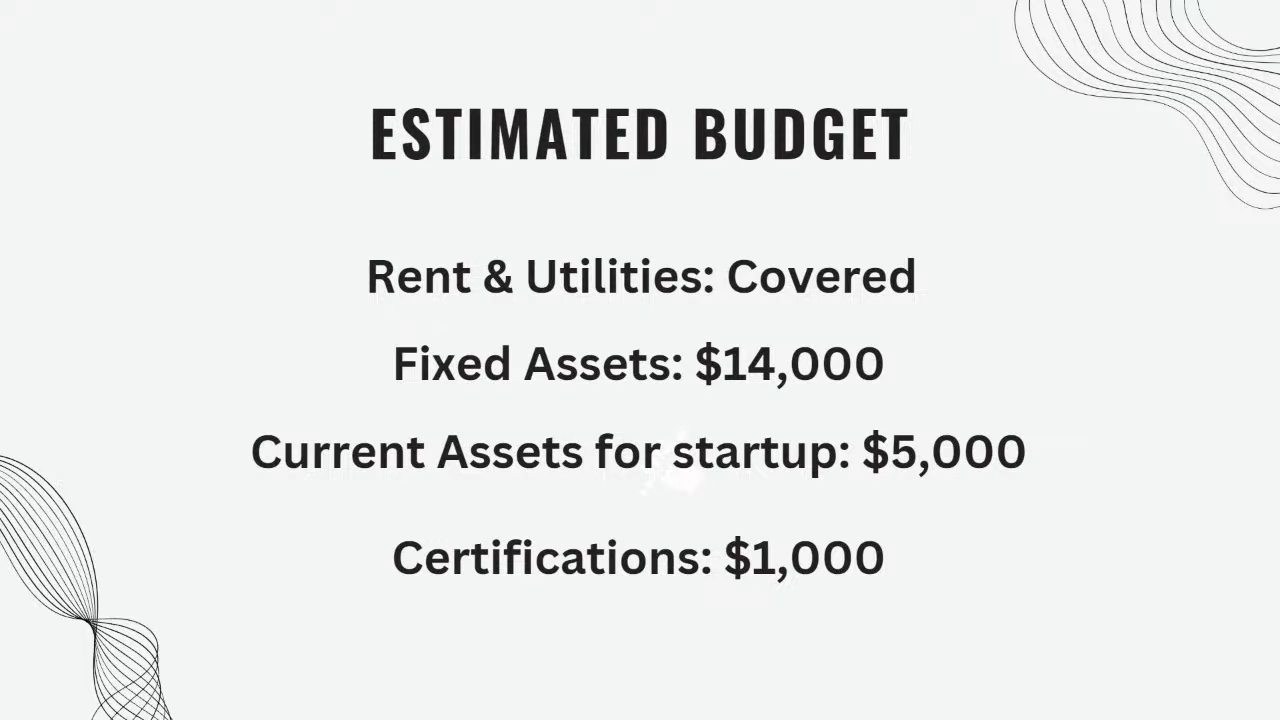 ESTIMATED BUDGET
Rent & Utilities: Covered
Fixed Assets: $14,000
Current Assets for startup: $5,000
Certifications: $1,000